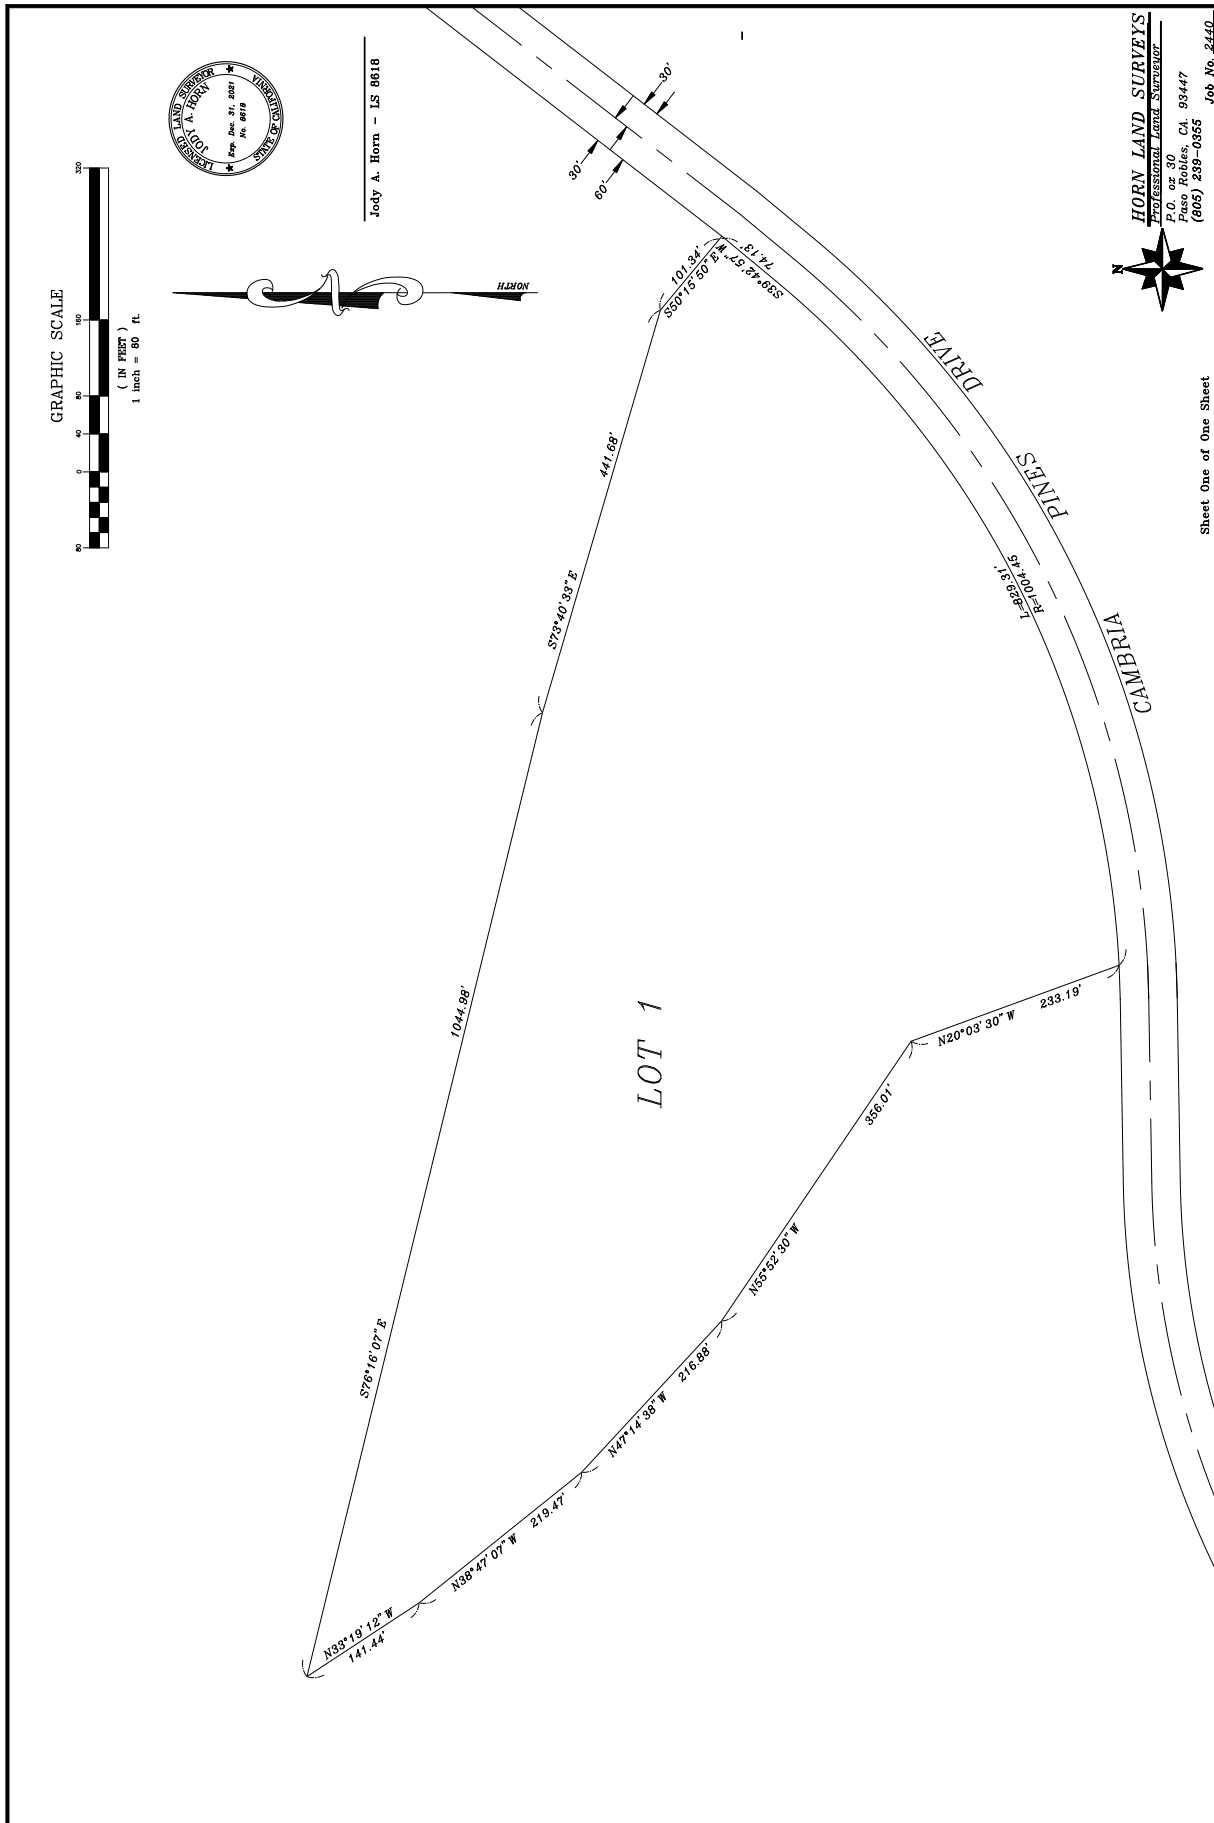 GRAPHIC SCALE
80
0
40
80
160
320
( IN FEET )
1 inch = 80 ft.
LICENSED LAND SURVEYOR
JODY A. HORN
Exp. Dec. 31, 2021
No. 8618
STATE OF CALIFORNIA
Jody A. Horn - LS 8618
NORTH
S76°16'07" E
1044.98'
S73°40'33" E
441.68'
S50°15'50" E
101.34'
S39°42'57" W
74.13'
30'
60'
30'
L=829.31'
R=1004.45
CAMBRIA
PINES
DRIVE
LOT 1
N20°03'30" W
233.19'
N55°52'30" W
356.01'
N47°14'38" W
216.88'
N38°47'07" W
219.47'
N33°19'12" W
141.44'
N
HORN LAND SURVEYS
Professional Land Surveyor
P.O. ox 30
Paso Robles, CA. 93447
(805) 239-0355
Job No. 2440
Sheet One of One Sheet